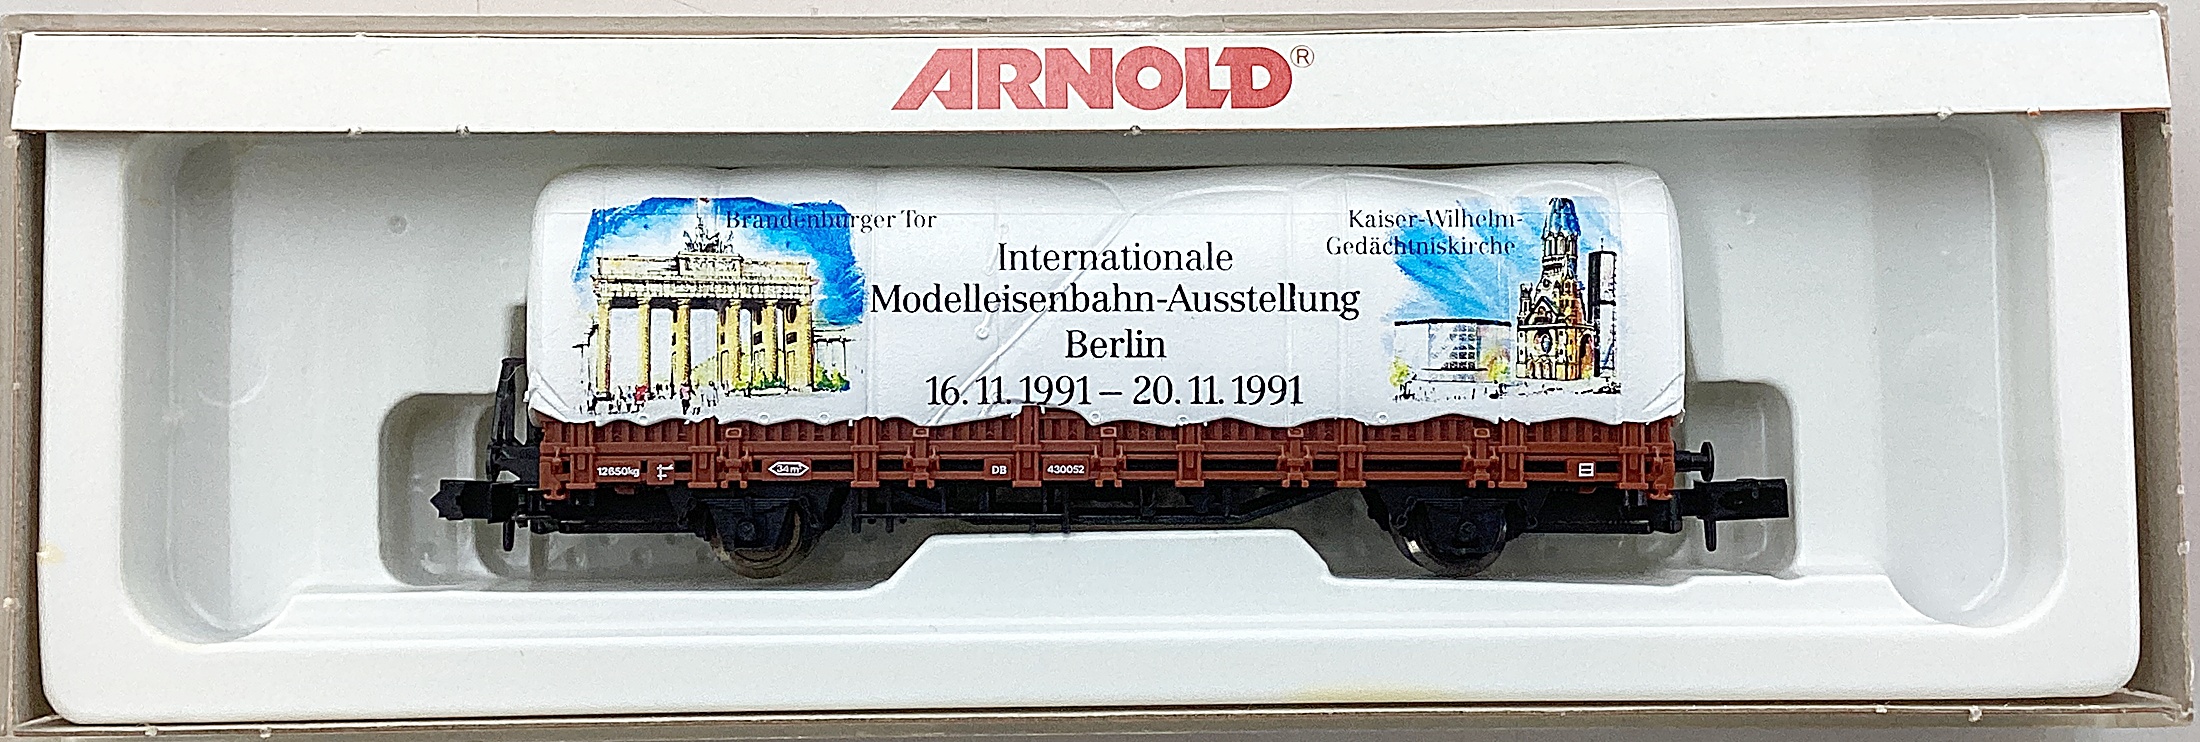 ARNOLD®
Brandenburger Tor
Kaiser-Wilhelm-
Gedächtniskirche
Internationale
Modelleisenbahn-Ausstellung
Berlin
16.11.1991 – 20.11.1991
12650kg
34m²
DB 430052